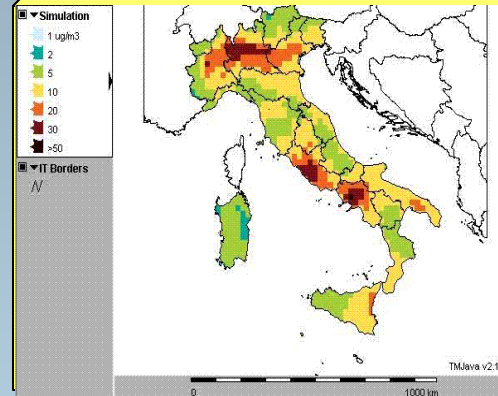 Simulation
1 ug/m3
2
5
10
20
30
>50
IT Borders
TMJava v2.1
0
1000 km